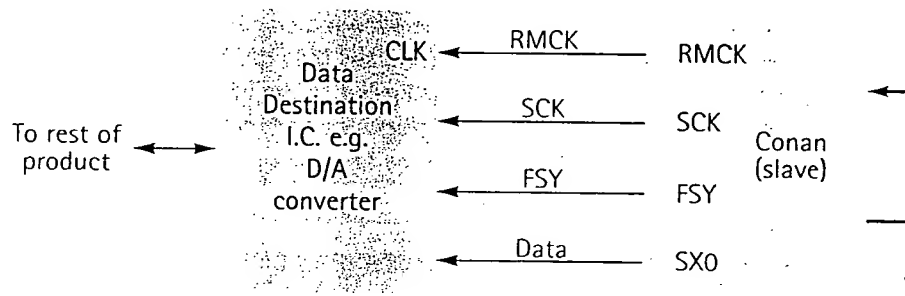 To rest of
product
CLK
Data
Destination
I.C. e.g.
D/A
converter
RMCK
SCK
FSY
Data
RMCK
SCK
FSY
SX0
Conan
(slave)